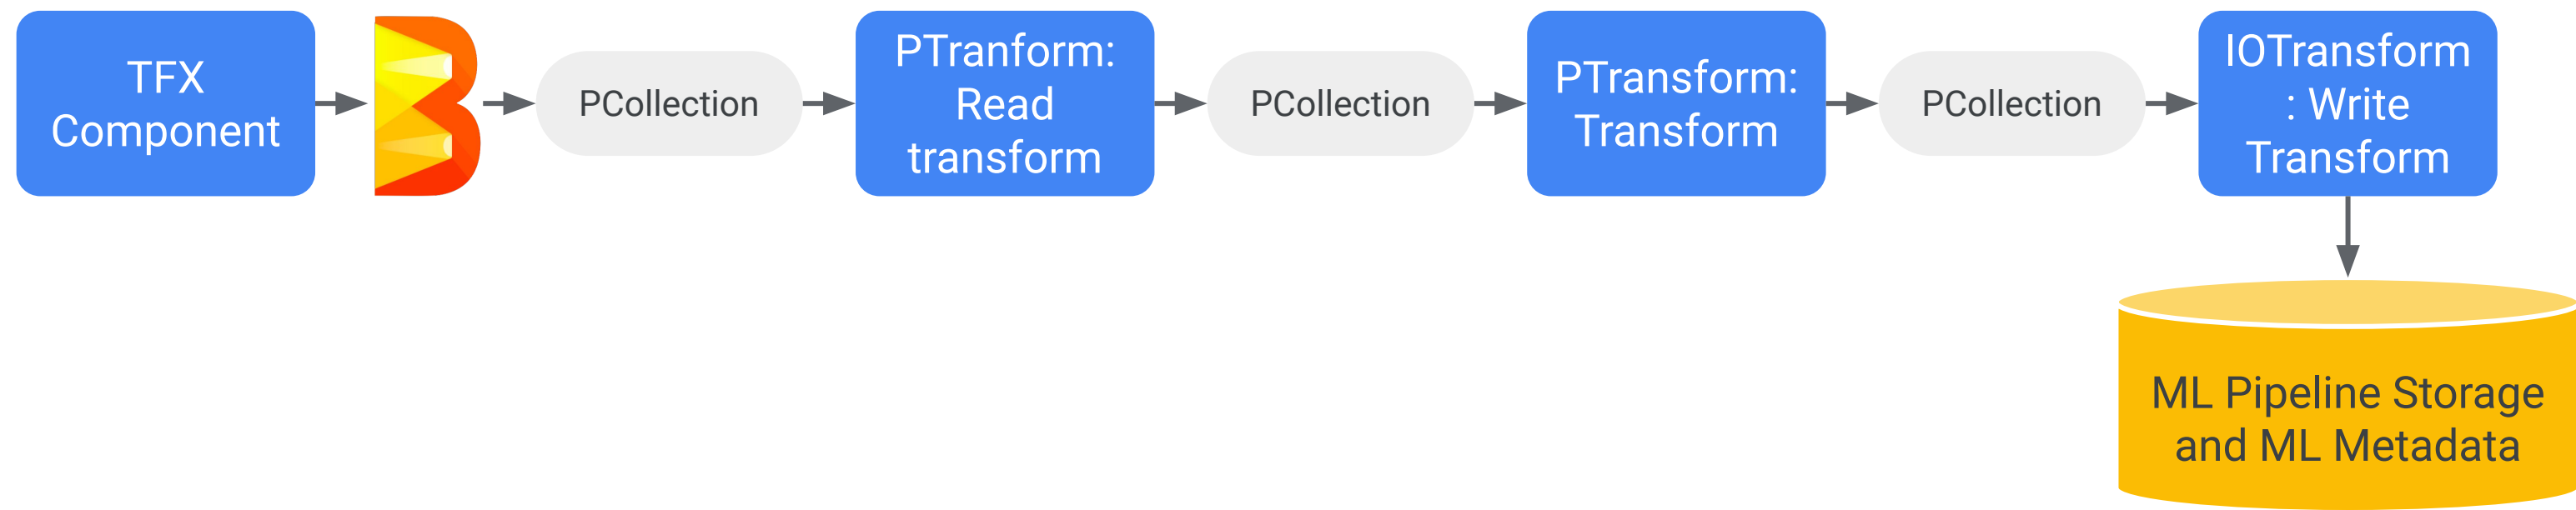 TFX
Component
PCollection
PTranform:
Read
transform
PCollection
PTransform:
Transform
PCollection
IOTransform
: Write
Transform
ML Pipeline Storage
and ML Metadata